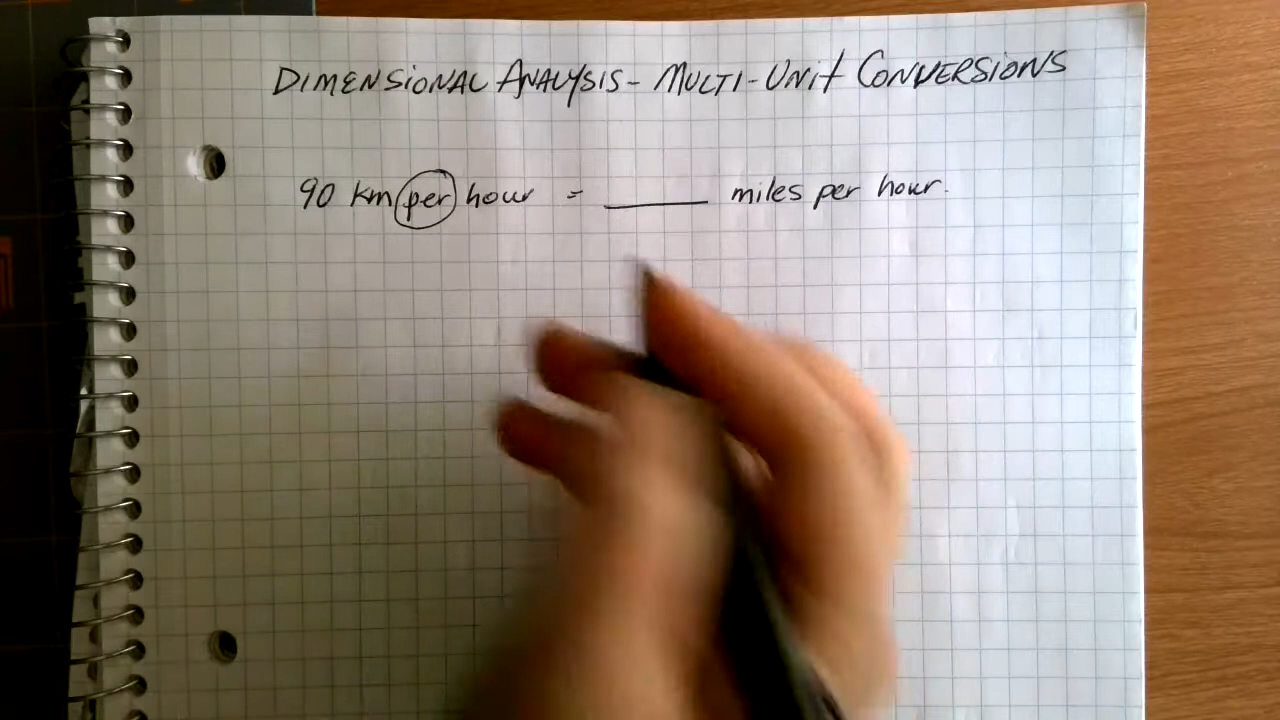 DIMENSIONAL ANALYSIS - MULTI-UNIT CONVERSIONS
90 km per hour = ______ miles per hour.